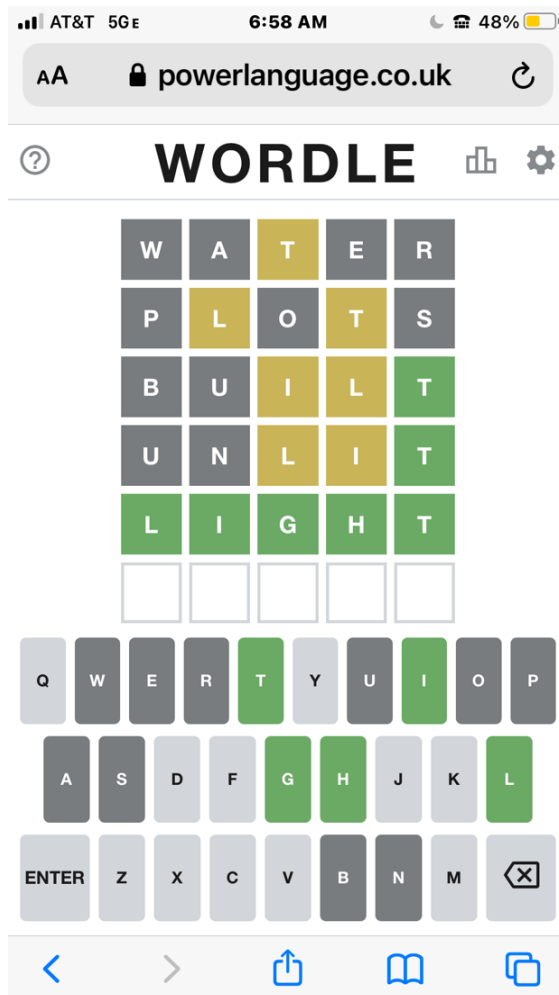 AT&T 5GE 6:58 AM 48%
AA powerlanguage.co.uk
? WORDLE
W A T E R
P L O T S
B U I L T
U N L I T
L I G H T
Q W E R T Y U I O P
A S D F G H J K L
ENTER Z X C V B N M